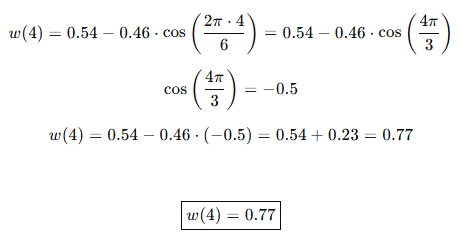 w(4) = 0.54 − 0.46 · cos(2π · 4 / 6) = 0.54 − 0.46 · cos(4π / 3)
cos(4π / 3) = −0.5
w(4) = 0.54 − 0.46 · (−0.5) = 0.54 + 0.23 = 0.77
w(4) = 0.77